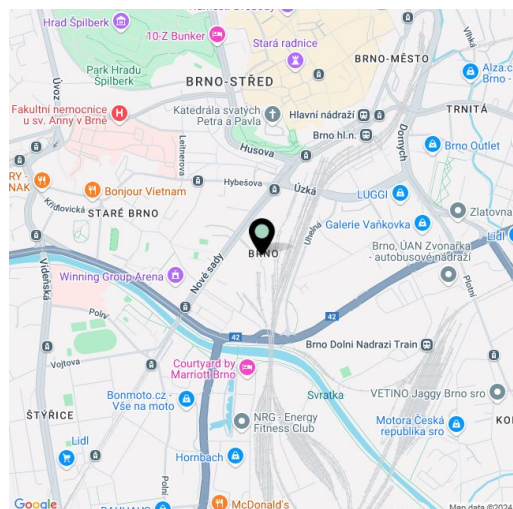 Hrad Špilberk
10-Z Bunker
Stará radnice
BRNO-MĚSTO
Vlhká
Alza.c
Brno -
Park Hradu
Špilberk
BRNO-STŘED
Úvoz
Fakultní nemocnice
u sv. Anny v Brně
Katedrála svatých
Petra a Pavla
Hlavní nádraží
Brno hl.n.
TRNITÁ
Dornych
Brno Outlet
Husova
Leitnerova
Hybešova
Úzká
LUGGI
RY -
NAK
Bonjour Vietnam
Křídlovická
STARÉ BRNO
Zlatovna
Galerie Vaňkovka
Lidl
Uhelná
BRNO
Brno, ÚAN Zvonařka
- autobusové nádraží
Nové sady
Winning Group Arena
Vídeňská
Plotní
Polní
42
42
Brno Dolni Nadrazi Train
Vojtova
Courtyard by
Marriott Brno
Svratka
VETINO Jaggy Brno sro
Bonmoto.cz -
Vše na moto
ŠTÝŘICE
NRG - Energy
Fitness Club
Motora Česká
republika sro
Lidl
Hornbach
Polní
McDonald's
Google
Map data ©2024